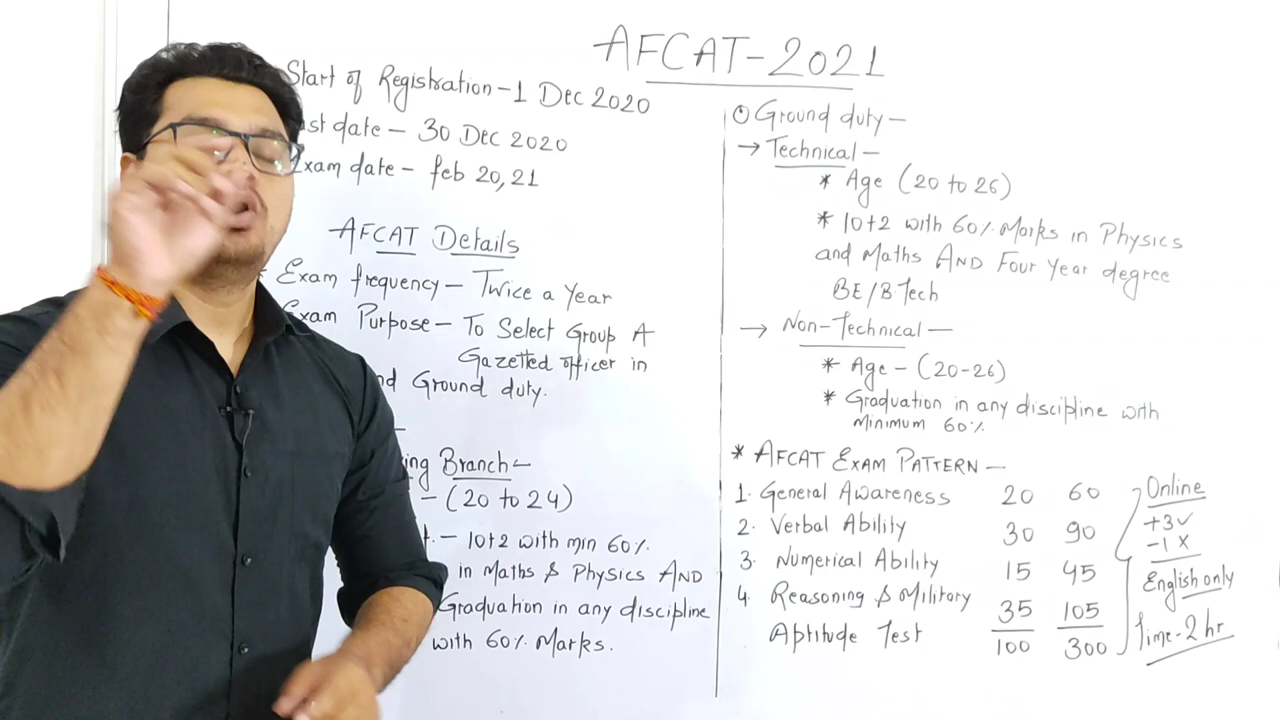 AFCAT-2021
Start of Registration - 1 Dec 2020
date - 30 Dec 2020
Exam date - feb 20, 21
AFCAT Details
Exam frequency - Twice a Year
Exam Purpose - To Select Group A
Gazetted officer in
Ground duty.
Branch -
- (20 to 24)
- 10+2 with min 60%.
in Maths & Physics AND
Graduation in any discipline
with 60% Marks.
Ground duty -
→ Technical -
* Age (20 to 26)
* 10+2 with 60% Marks in Physics
and Maths AND Four Year degree
BE/B Tech
→ Non-Technical -
* Age - (20-26)
* Graduation in any discipline with
minimum 60%
* AFCAT EXAM PATTERN -
1. General Awareness 20 60
2. Verbal Ability 30 90
3. Numerical Ability 15 45
4. Reasoning & Military 35 105
Aptitude Test 100 300
Online
+3 ✓
-1 X
English only
Time - 2 hr